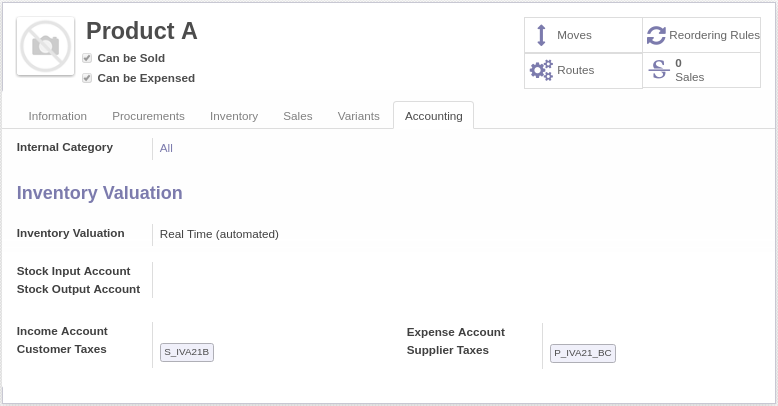 Product A
Can be Sold
Can be Expensed
Moves
Reordering Rules
Routes
0
Sales
Information Procurements Inventory Sales Variants Accounting
Internal Category All
Inventory Valuation
Inventory Valuation Real Time (automated)
Stock Input Account
Stock Output Account
Income Account
Customer Taxes S_IVA21B
Expense Account
Supplier Taxes P_IVA21_BC